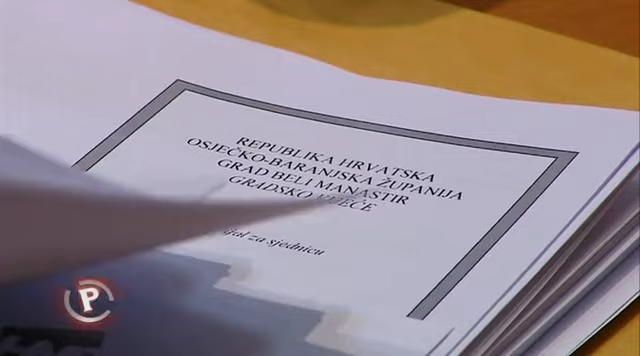 REPUBLIKA HRVATSKA
OSJEČKO-BARANJSKA ŽUPANIJA
GRAD BELI MANASTIR
GRADSKO
za sjednicu
P